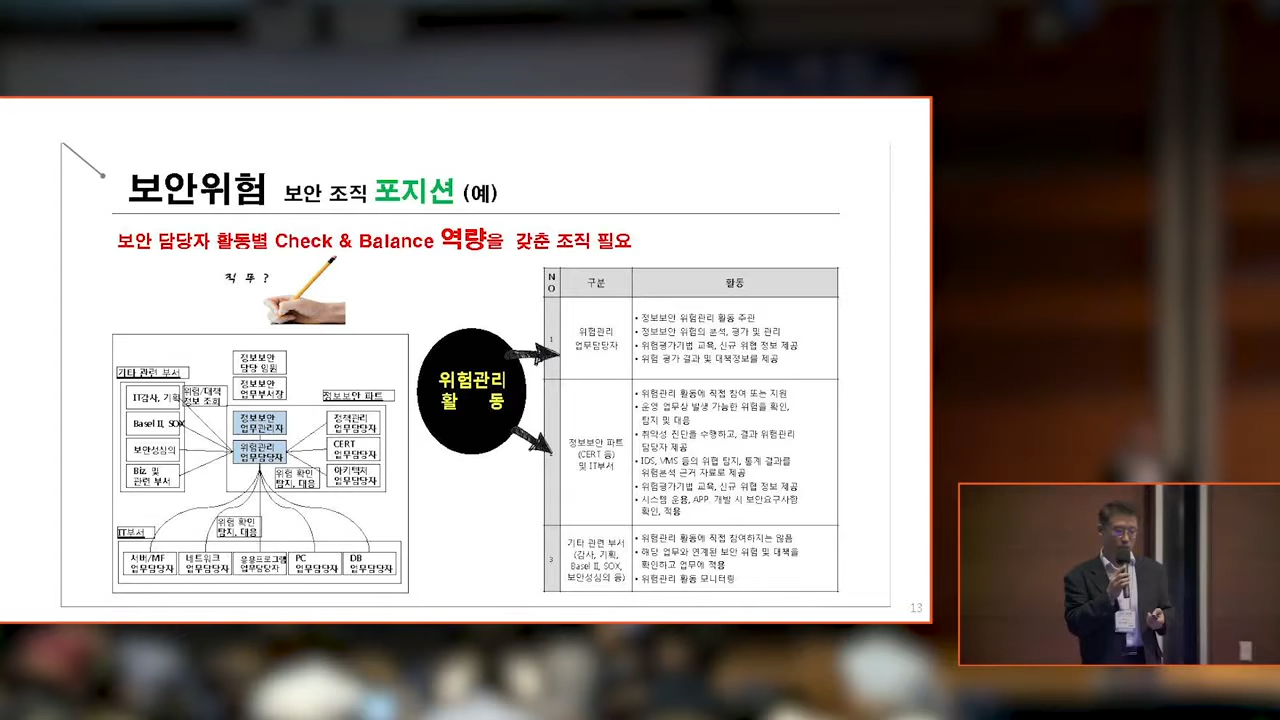 보안위험 보안 조직 포지션 (예)
보안 담당자 활동별 Check & Balance 역량을 갖춘 조직 필요
직 무 ?
정보보안
담당 임원
정보보안
업무부서장
기타 관련 부서
IT감사, 기획
Basel II, SOX
보안성심의
Biz 및
관련 부서
위험/대책
정보 조회
정보보안 파트
정보보안
업무관리자
위험관리
업무담당자
정책관리
업무담당자
CERT
업무담당자
아키텍처
업무담당자
위험 확인
탐지, 대응
위험 확인
탐지, 대응
IT부서
서버/MF
업무담당자
네트워크
업무담당자
응용프로그램
업무담당자
PC
업무담당자
DB
업무담당자
위험관리
활 동
NO 구분 활동
1
위험관리
업무담당자
• 정보보안 위험관리 활동 주관
• 정보보안 위험의 분석, 평가 및 관리
• 위험평가기법 교육, 신규 위협 정보 제공
• 위험 평가 결과 및 대책정보를 제공
2
정보보안 파트
(CERT 등)
및 IT부서
• 위험관리 활동에 직접 참여 또는 지원
• 운영 업무상 발생 가능한 위험을 확인,
탐지 및 대응
• 취약성 진단을 수행하고, 결과 위험관리
담당자 제공
• IDS, VMS 등의 위협 탐지, 통계 결과를
위험분석 근거 자료로 제공
• 위험평가기법 교육, 신규 위협 정보 제공
• 시스템 운용, APP. 개발 시 보안요구사항
확인, 적용
3
기타 관련 부서
(감사, 기획,
Basel II, SOX,
보안성심의 등)
• 위험관리 활동에 직접 참여하지는 않음
• 해당 업무와 연계된 보안 위험 및 대책을
확인하고 업무에 적용
• 위험관리 활동 모니터링
13